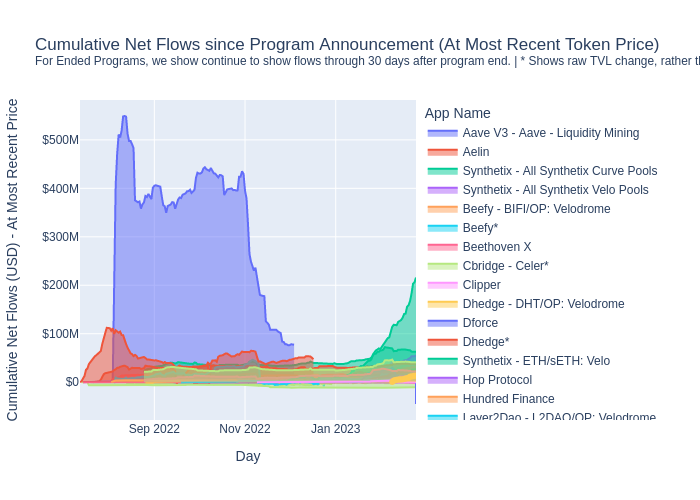 Cumulative Net Flows since Program Announcement (At Most Recent Token Price)
For Ended Programs, we show continue to show flows through 30 days after program end. | * Shows raw TVL change, rather
App Name
Aave V3 - Aave - Liquidity Mining
Aelin
Synthetix - All Synthetix Curve Pools
Synthetix - All Synthetix Velo Pools
Beefy - BIFI/OP: Velodrome
Beefy*
Beethoven X
Cbridge - Celer*
Clipper
Dhedge - DHT/OP: Velodrome
Dforce
Dhedge*
Synthetix - ETH/sETH: Velo
Hop Protocol
Hundred Finance
Layer2Dao - L2DAO/OP: Velodrome
Cumulative Net Flows (USD) - At Most Recent Price
$500M
$400M
$300M
$200M
$100M
$0
Sep 2022
Nov 2022
Jan 2023
Day